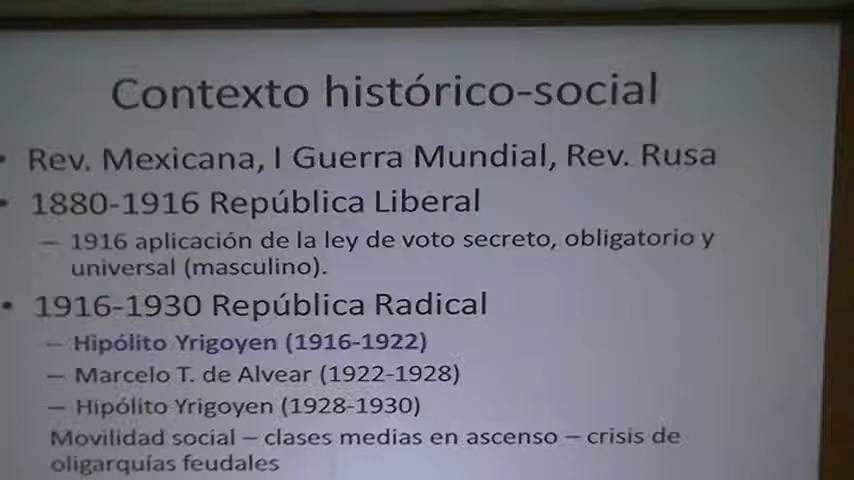 Contexto histórico-social
• Rev. Mexicana, I Guerra Mundial, Rev. Rusa
• 1880-1916 República Liberal
– 1916 aplicación de la ley de voto secreto, obligatorio y
universal (masculino).
• 1916-1930 República Radical
– Hipólito Yrigoyen (1916-1922)
– Marcelo T. de Alvear (1922-1928)
– Hipólito Yrigoyen (1928-1930)
Movilidad social – clases medias en ascenso – crisis de
oligarquías feudales